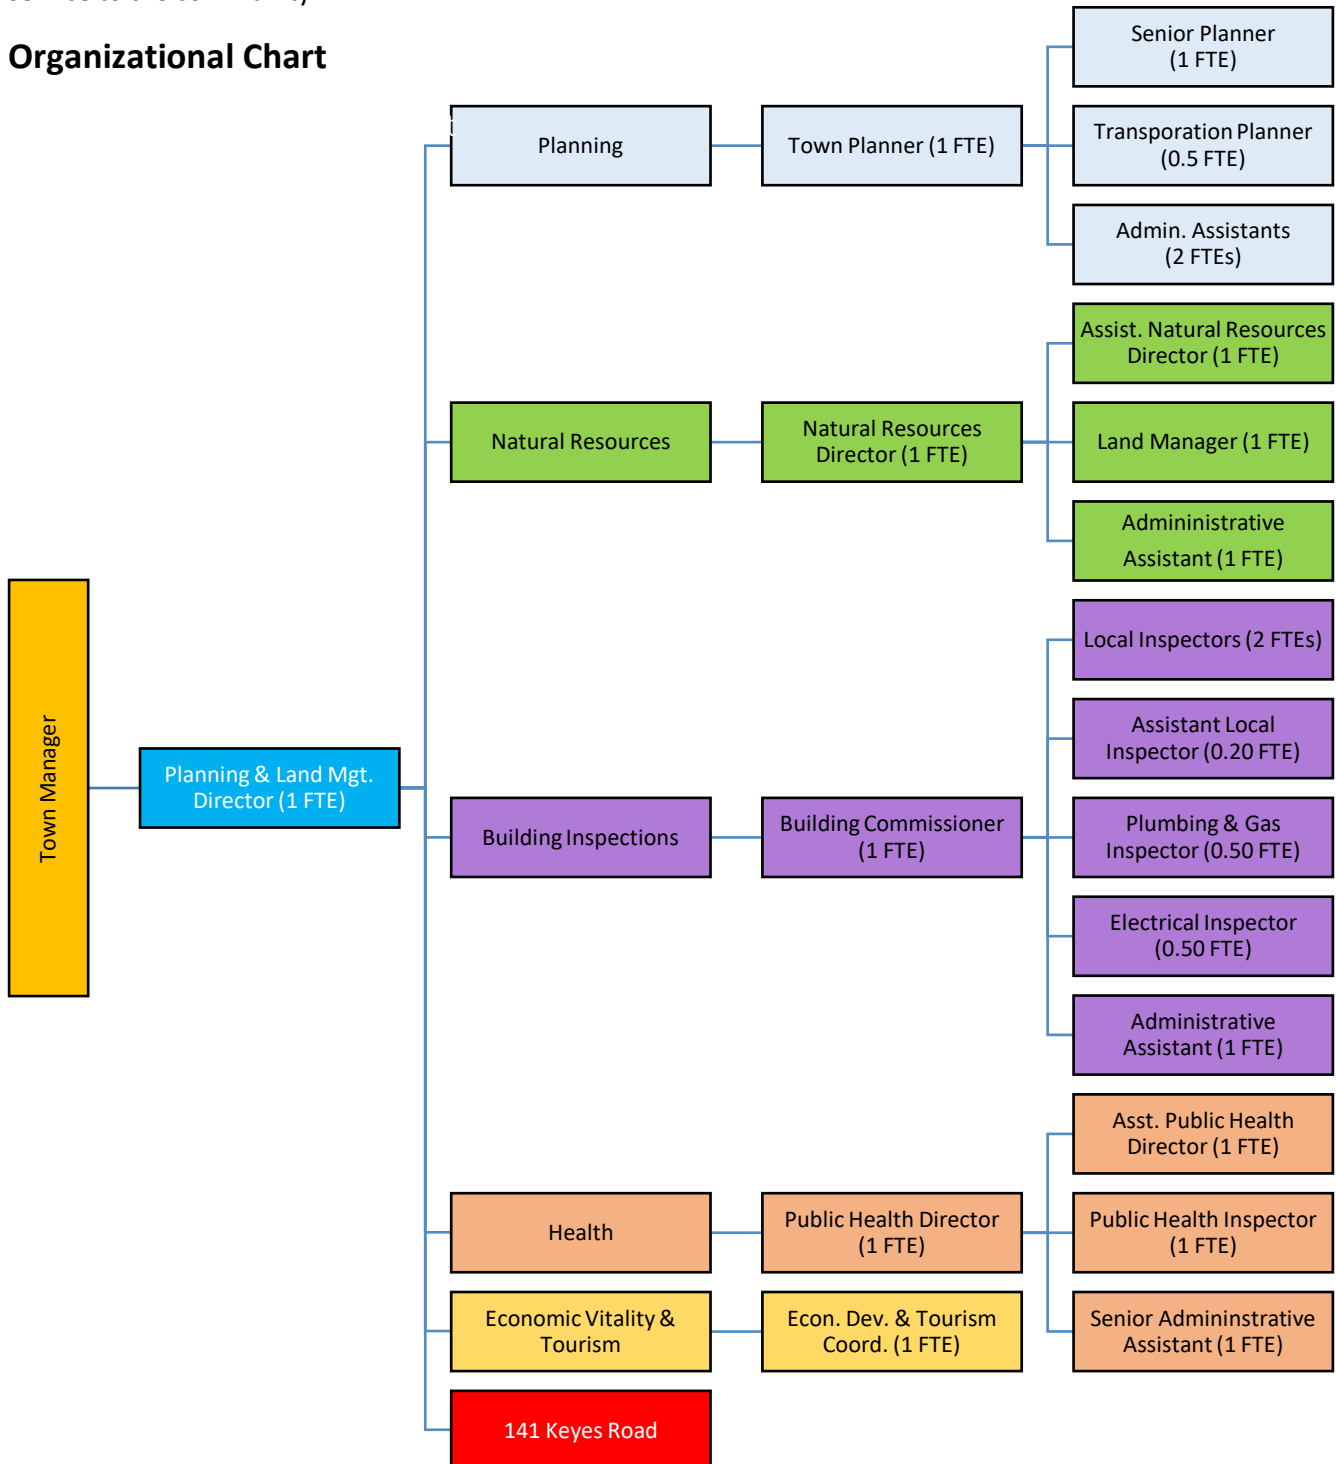 Organizational Chart
Senior Planner
(1 FTE)
Planning
Town Planner (1 FTE)
Transporation Planner
(0.5 FTE)
Admin. Assistants
(2 FTEs)
Assist. Natural Resources
Director (1 FTE)
Natural Resources
Natural Resources
Director (1 FTE)
Land Manager (1 FTE)
Admininistrative
Assistant (1 FTE)
Town Manager
Planning & Land Mgt.
Director (1 FTE)
Local Inspectors (2 FTEs)
Assistant Local
Inspector (0.20 FTE)
Building Inspections
Building Commissioner
(1 FTE)
Plumbing & Gas
Inspector (0.50 FTE)
Electrical Inspector
(0.50 FTE)
Administrative
Assistant (1 FTE)
Asst. Public Health
Director (1 FTE)
Health
Public Health Director
(1 FTE)
Public Health Inspector
(1 FTE)
Economic Vitality &
Tourism
Econ. Dev. & Tourism
Coord. (1 FTE)
Senior Admininstrative
Assistant (1 FTE)
141 Keyes Road